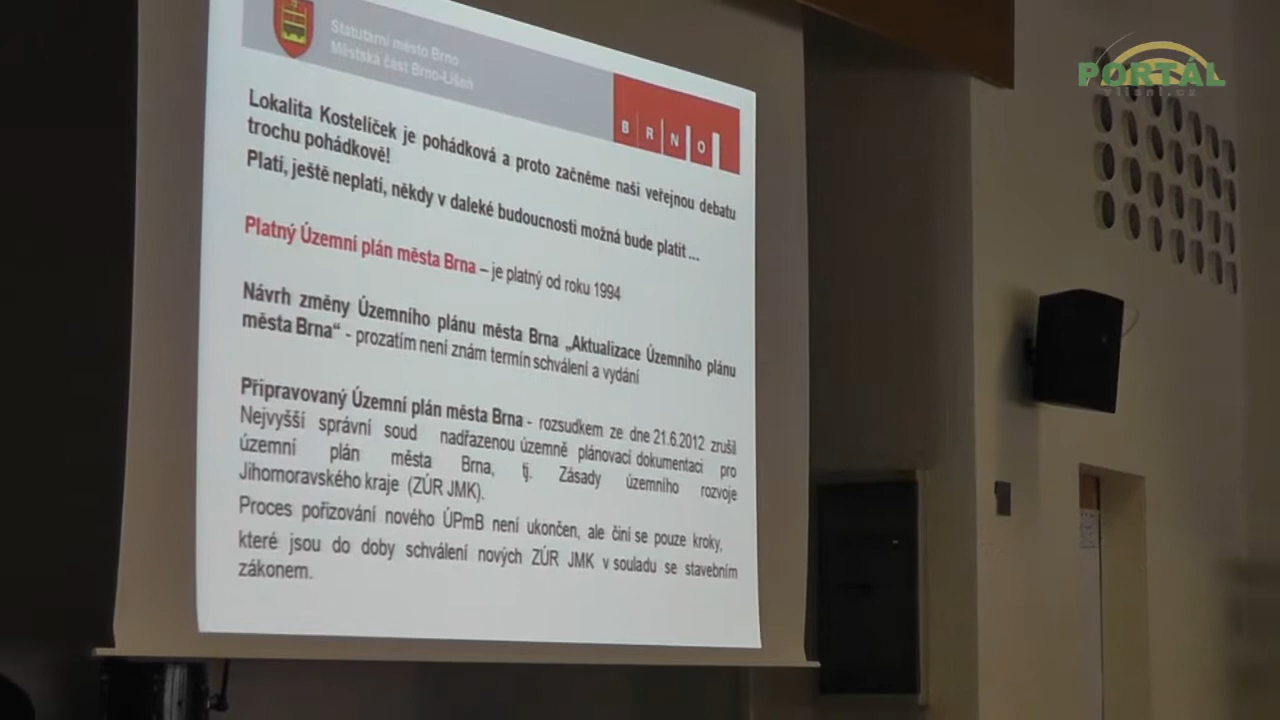 Statutární město Brno
Městská část Brno-Líšeň
BRNO
PORTÁL
vlisni.cz
Lokalita Kostelíček je pohádková a proto začněme naši veřejnou debatu
trochu pohádkově!
Platí, ještě neplatí, někdy v daleké budoucnosti možná bude platit ...
Platný Územní plán města Brna – je platný od roku 1994
Návrh změny Územního plánu města Brna „Aktualizace Územního plánu
města Brna“ - prozatím není znám termín schválení a vydání
Připravovaný Územní plán města Brna - rozsudkem ze dne 21.6.2012 zrušil
Nejvyšší správní soud nadřazenou územně plánovací dokumentaci pro
územní plán města Brna, tj. Zásady územního rozvoje
Jihomoravského kraje (ZÚR JMK).
Proces pořizování nového ÚPmB není ukončen, ale činí se pouze kroky,
které jsou do doby schválení nových ZÚR JMK v souladu se stavebním
zákonem.